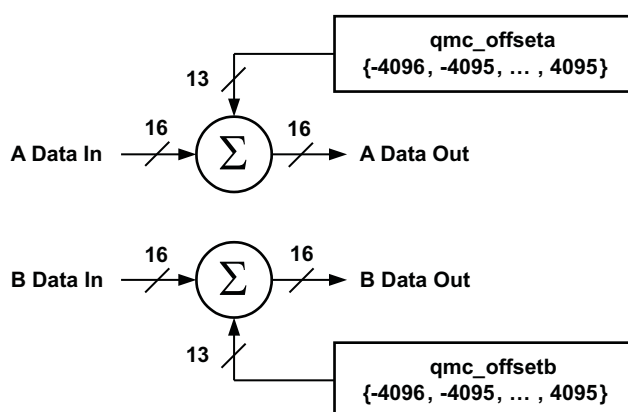 qmc_offseta
{-4096, -4095, … , 4095}
13
16
16
A Data In
Σ
A Data Out
16
16
B Data In
Σ
B Data Out
13
qmc_offsetb
{-4096, -4095, … , 4095}